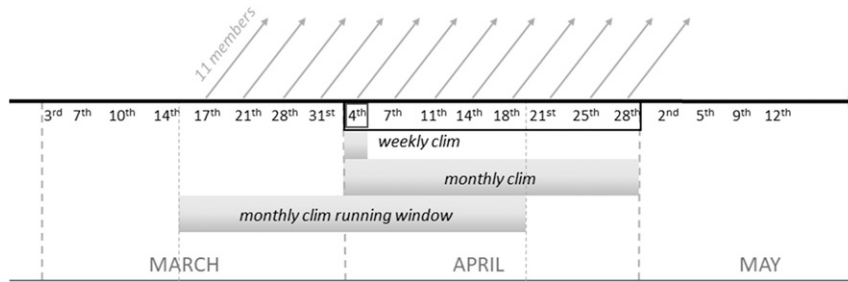 11 members
3rd 7th 10th 14th 17th 21th 28th 31st 4th 7th 11th 14th 18th 21st 25th 28th 2nd 5th 9th 12th
weekly clim
monthly clim
monthly clim running window
MARCH APRIL MAY